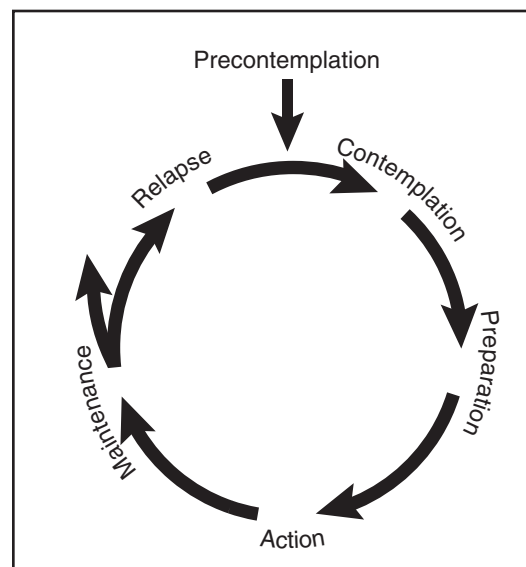 Precontemplation
Contemplation
Preparation
Action
Maintenance
Relapse